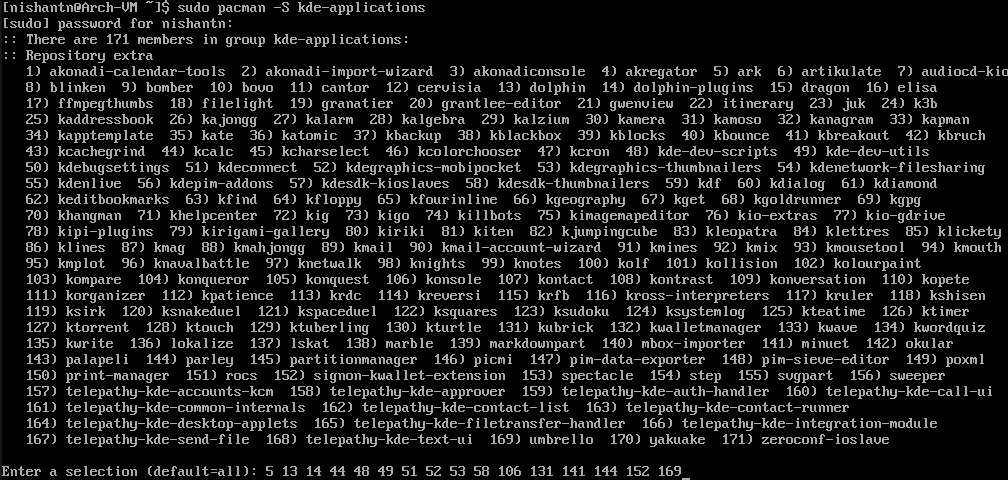 [nishantn@Arch-VM ~]$ sudo pacman -S kde-applications
[sudo] password for nishantn:
:: There are 171 members in group kde-applications:
:: Repository extra
1) akonadi-calendar-tools 2) akonadi-import-wizard 3) akonadiconsole 4) akregator 5) ark 6) artikulate 7) audiocd-kio
8) blinken 9) bomber 10) bovo 11) cantor 12) cervisia 13) dolphin 14) dolphin-plugins 15) dragon 16) elisa
17) ffmpegthumbs 18) filelight 19) granatier 20) grantlee-editor 21) gwenview 22) itinerary 23) juk 24) k3b
25) kaddressbook 26) kajongg 27) kalarm 28) kalgebra 29) kalzium 30) kamera 31) kamoso 32) kanagram 33) kapman
34) kapptemplate 35) kate 36) katomic 37) kbackup 38) kblackbox 39) kblocks 40) kbounce 41) kbreakout 42) kbruch
43) kcachegrind 44) kcalc 45) kcharselect 46) kcolorchooser 47) kcron 48) kde-dev-scripts 49) kde-dev-utils
50) kdebugsettings 51) kdeconnect 52) kdegraphics-mobipocket 53) kdegraphics-thumbnailers 54) kdenetwork-filesharing
55) kdenlive 56) kdepim-addons 57) kdesdk-kioslaves 58) kdesdk-thumbnailers 59) kdf 60) kdialog 61) kdiamond
62) keditbookmarks 63) kfind 64) kfloppy 65) kfourinline 66) kgeography 67) kget 68) kgoldrunner 69) kgpg
70) khangman 71) khelpcenter 72) kig 73) kigo 74) killbots 75) kimagemapeditor 76) kio-extras 77) kio-gdrive
78) kipi-plugins 79) kirigami-gallery 80) kiriki 81) kiten 82) kjumpingcube 83) kleopatra 84) klettres 85) klickety
86) klines 87) kmag 88) kmahjongg 89) kmail 90) kmail-account-wizard 91) kmines 92) kmix 93) kmousetool 94) kmouth
95) kmplot 96) knavalbattle 97) knetwalk 98) knights 99) knotes 100) kolf 101) kollision 102) kolourpaint
103) kompare 104) konqueror 105) konquest 106) konsole 107) kontact 108) kontrast 109) konversation 110) kopete
111) korganizer 112) kpatience 113) krdc 114) kreversi 115) krfb 116) kross-interpreters 117) kruler 118) kshisen
119) ksirk 120) ksnakeduel 121) kspaceduel 122) ksquares 123) ksudoku 124) ksystemlog 125) kteatime 126) ktimer
127) ktorrent 128) ktouch 129) ktuberling 130) kturtle 131) kubrick 132) kwalletmanager 133) kwave 134) kwordquiz
135) kwrite 136) lokalize 137) lskat 138) marble 139) markdownpart 140) mbox-importer 141) minuet 142) okular
143) palapeli 144) parley 145) partitionmanager 146) picmi 147) pim-data-exporter 148) pim-sieve-editor 149) poxml
150) print-manager 151) rocs 152) signon-kwallet-extension 153) spectacle 154) step 155) svgpart 156) sweeper
157) telepathy-kde-accounts-kcm 158) telepathy-kde-approver 159) telepathy-kde-auth-handler 160) telepathy-kde-call-ui
161) telepathy-kde-common-internals 162) telepathy-kde-contact-list 163) telepathy-kde-contact-runner
164) telepathy-kde-desktop-applets 165) telepathy-kde-filetransfer-handler 166) telepathy-kde-integration-module
167) telepathy-kde-send-file 168) telepathy-kde-text-ui 169) umbrello 170) yakuake 171) zeroconf-ioslave
Enter a selection (default=all): 5 13 14 44 48 49 51 52 53 58 106 131 141 144 152 169_